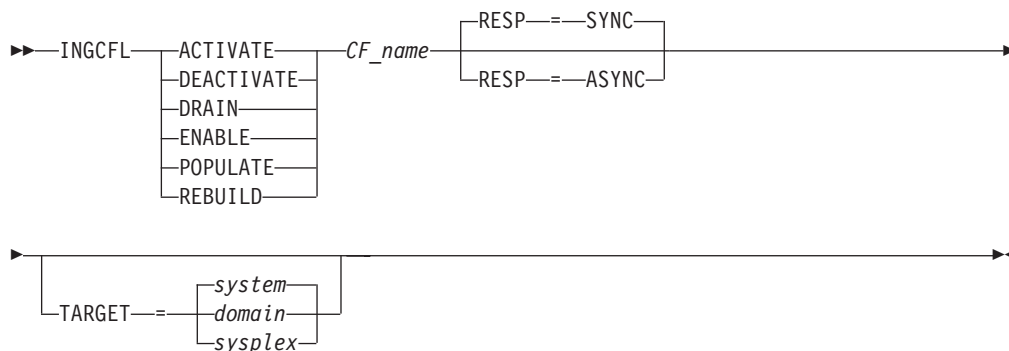 RESP = SYNC
INGCFL ACTIVATE CF_name
DEACTIVATE RESP = ASYNC
DRAIN
ENABLE
POPULATE
REBUILD
system
TARGET = domain
sysplex